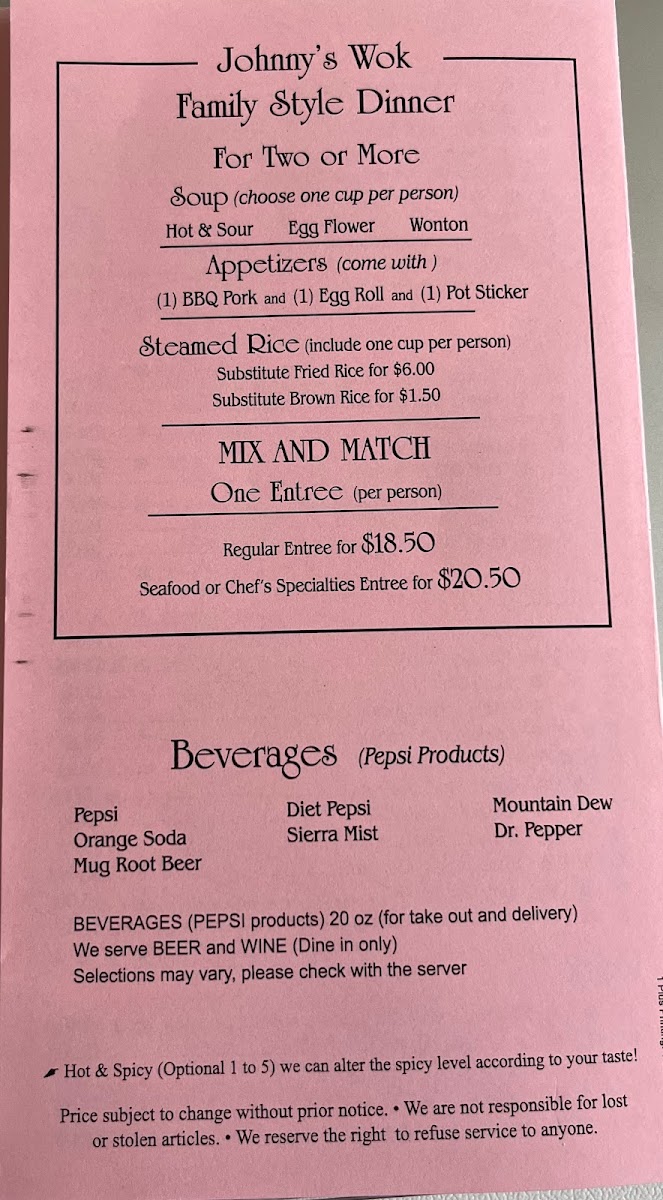 Johnny's Wok
Family Style Dinner
For Two or More
Soup (choose one cup per person)
Hot & Sour Egg Flower Wonton
Appetizers (come with )
(1) BBQ Pork and (1) Egg Roll and (1) Pot Sticker
Steamed Rice (include one cup per person)
Substitute Fried Rice for $6.00
Substitute Brown Rice for $1.50
MIX AND MATCH
One Entree (per person)
Regular Entree for $18.50
Seafood or Chef's Specialties Entree for $20.50
Beverages (Pepsi Products)
Pepsi Diet Pepsi Mountain Dew
Orange Soda Sierra Mist Dr. Pepper
Mug Root Beer
BEVERAGES (PEPSI products) 20 oz (for take out and delivery)
We serve BEER and WINE (Dine in only)
Selections may vary, please check with the server
Hot & Spicy (Optional 1 to 5) we can alter the spicy level according to your taste!
Price subject to change without prior notice. • We are not responsible for lost
or stolen articles. • We reserve the right to refuse service to anyone.